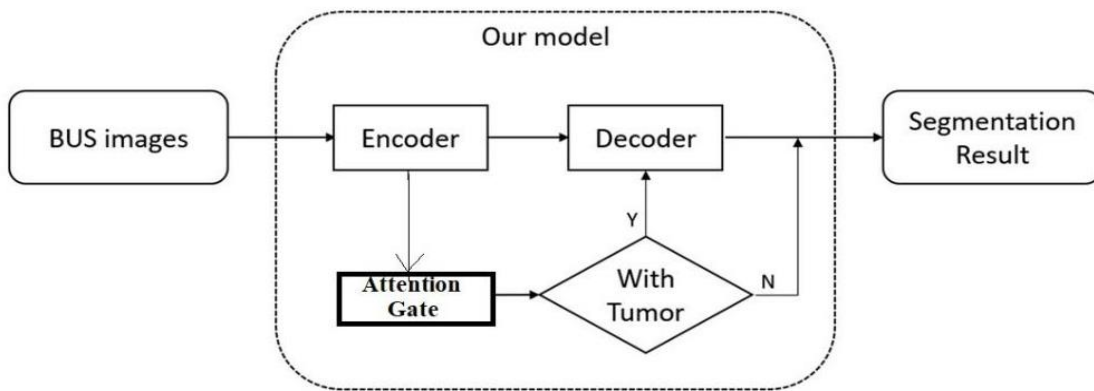 Our model
BUS images
Encoder
Decoder
Segmentation
Result
Attention
Gate
Y
With
Tumor
N